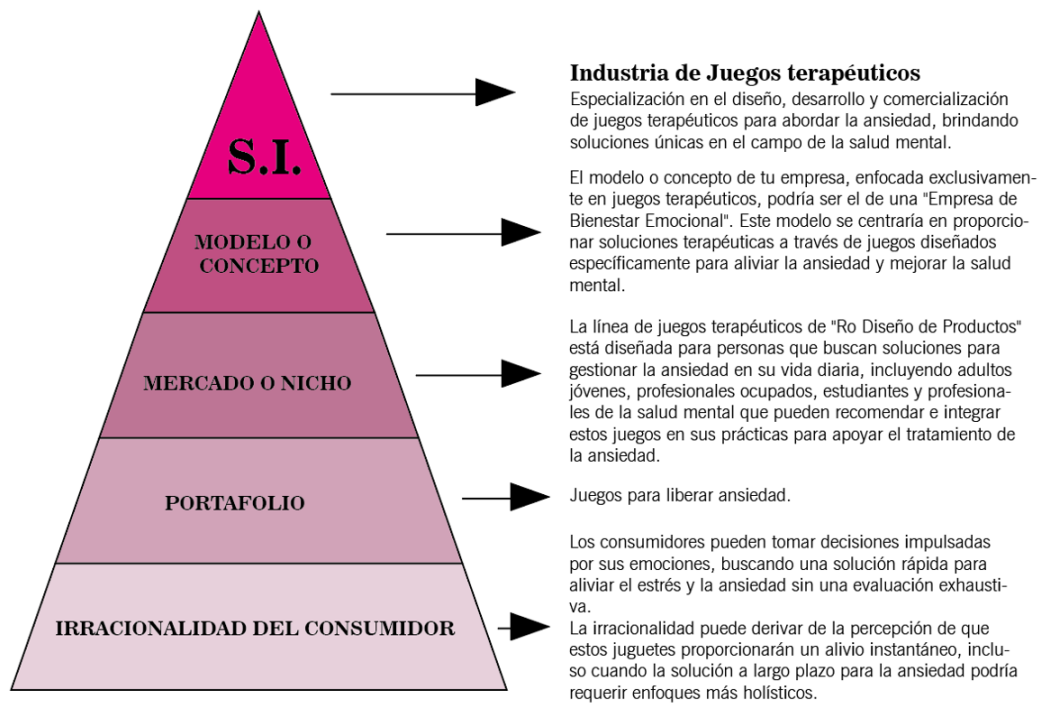 S.I.
Industria de Juegos terapéuticos
Especialización en el diseño, desarrollo y comercialización
de juegos terapéuticos para abordar la ansiedad, brindando
soluciones únicas en el campo de la salud mental.
MODELO O
CONCEPTO
El modelo o concepto de tu empresa, enfocada exclusivamen-
te en juegos terapéuticos, podría ser el de una "Empresa de
Bienestar Emocional". Este modelo se centraría en proporcio-
nar soluciones terapéuticas a través de juegos diseñados
específicamente para aliviar la ansiedad y mejorar la salud
mental.
MERCADO O NICHO
La línea de juegos terapéuticos de "Ro Diseño de Productos"
está diseñada para personas que buscan soluciones para
gestionar la ansiedad en su vida diaria, incluyendo adultos
jóvenes, profesionales ocupados, estudiantes y profesiona-
les de la salud mental que pueden recomendar e integrar
estos juegos en sus prácticas para apoyar el tratamiento de
la ansiedad.
PORTAFOLIO
Juegos para liberar ansiedad.
IRRACIONALIDAD DEL CONSUMIDOR
Los consumidores pueden tomar decisiones impulsadas
por sus emociones, buscando una solución rápida para
aliviar el estrés y la ansiedad sin una evaluación exhausti-
va.
La irracionalidad puede derivar de la percepción de que
estos juguetes proporcionarán un alivio instantáneo, inclu-
so cuando la solución a largo plazo para la ansiedad podría
requerir enfoques más holísticos.